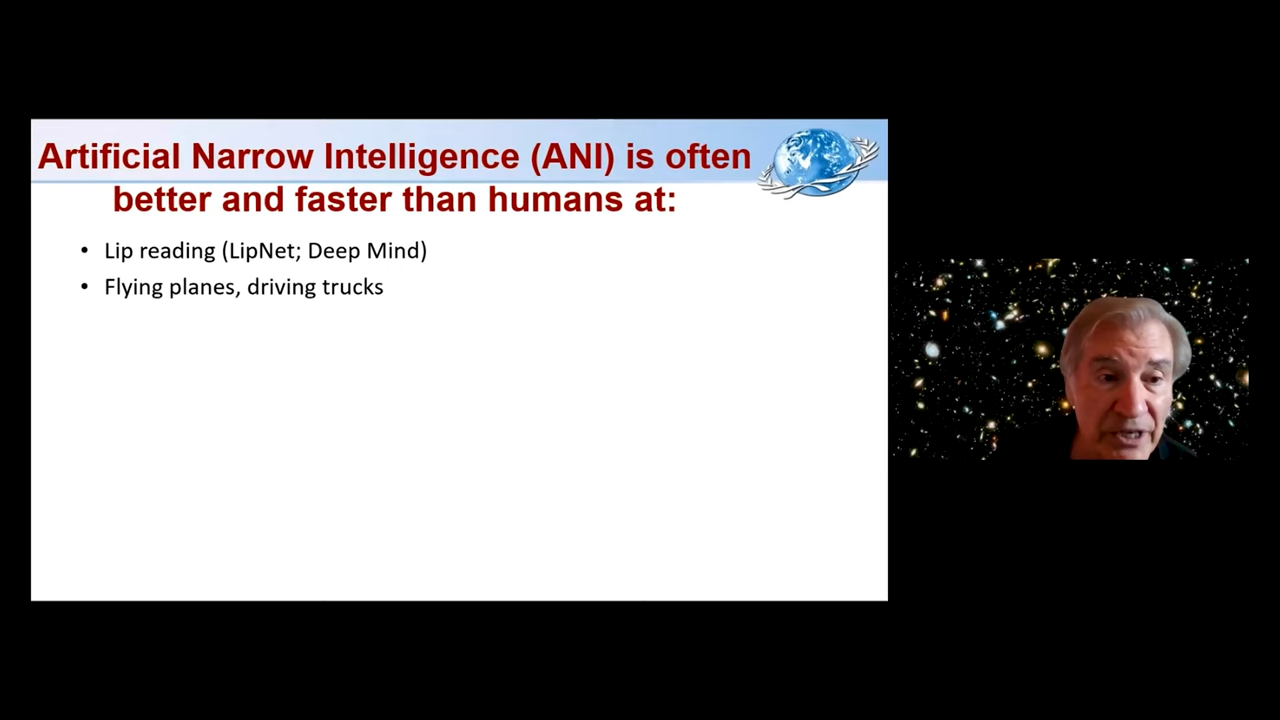 Artificial Narrow Intelligence (ANI) is often
better and faster than humans at:
• Lip reading (LipNet; Deep Mind)
• Flying planes, driving trucks